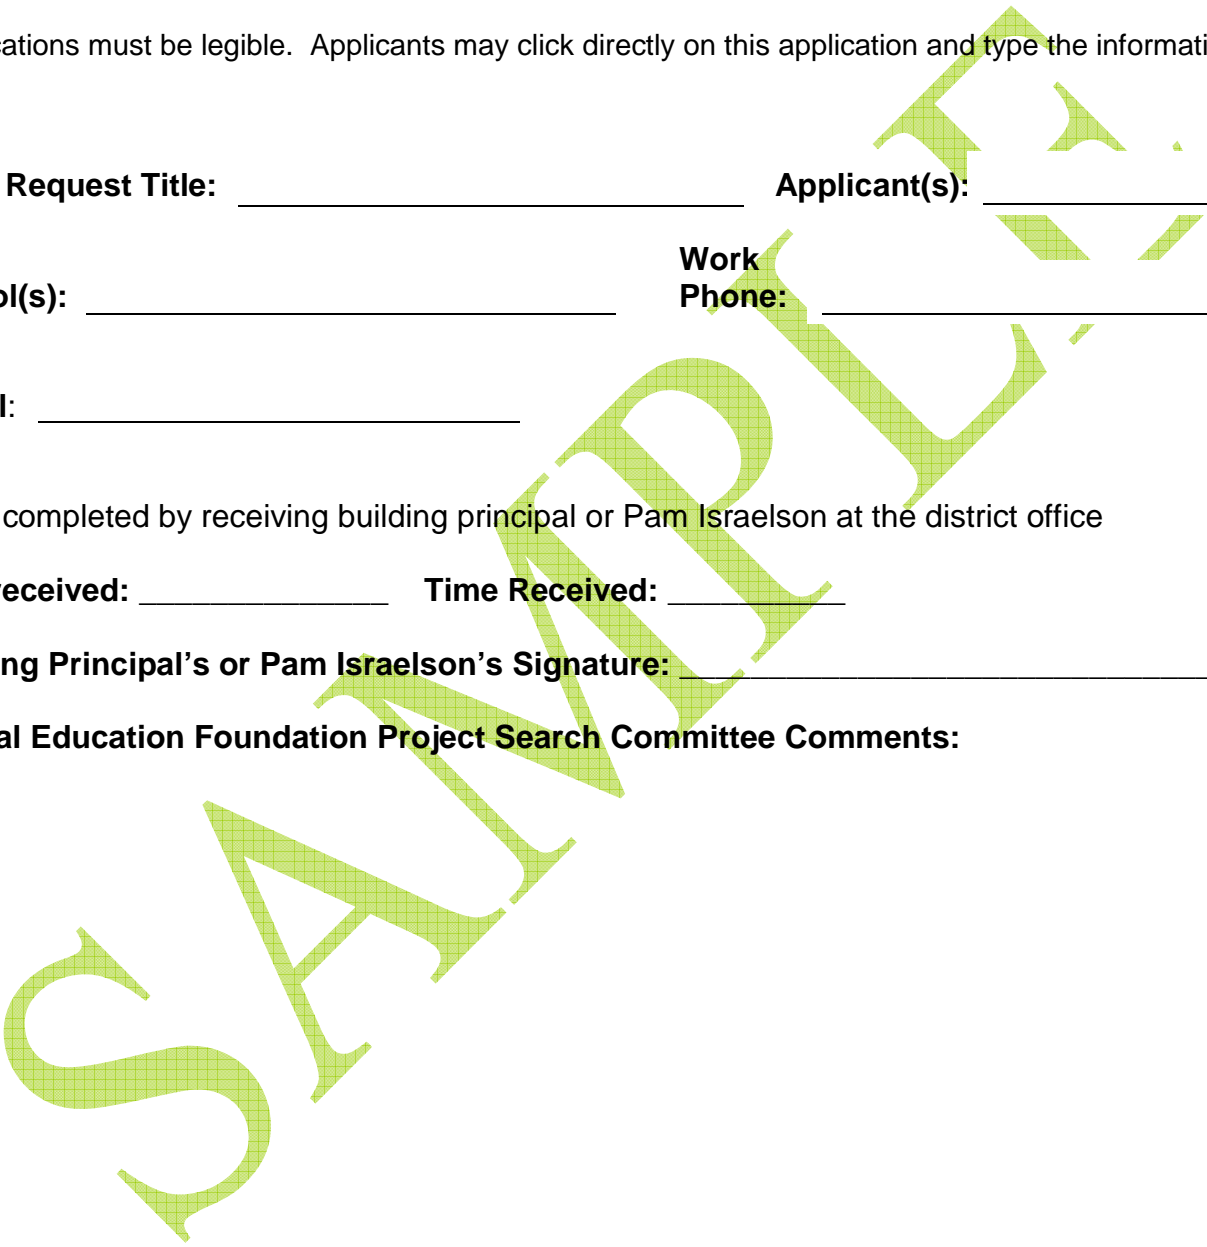 cations must be legible.  Applicants may click directly on this application and type the informati
Request Title: Applicant(s):
Work
ol(s): Phone:
l:
completed by receiving building principal or Pam Israelson at the district office
received: ______________ Time Received: __________
ng Principal’s or Pam Israelson’s Signature: ______________________________
al Education Foundation Project Search Committee Comments:
SAMPLE